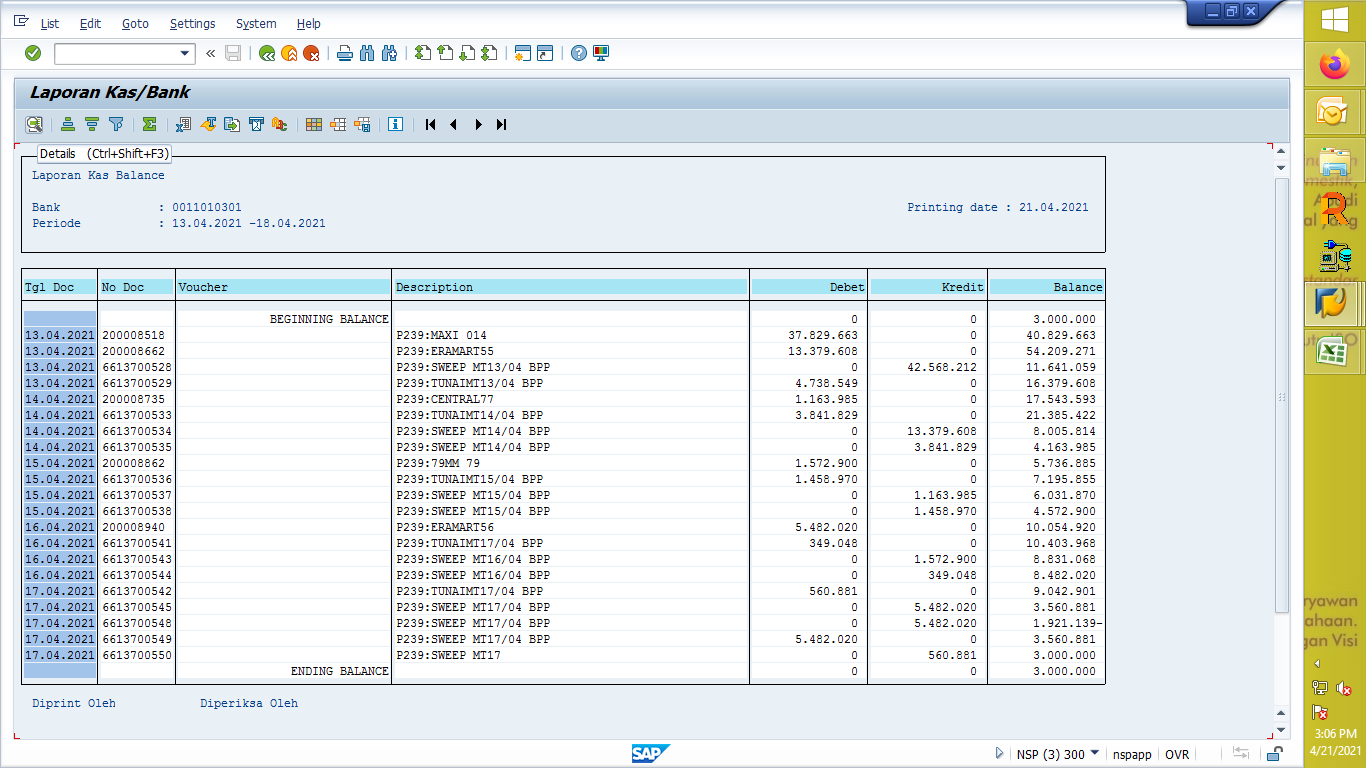 List Edit Goto Settings System Help
Laporan Kas/Bank
Details (Ctrl+Shift+F3)
Laporan Kas Balance
Bank : 0011010301 Printing date : 21.04.2021
Periode : 13.04.2021 -18.04.2021
Tgl Doc No Doc Voucher Description Debet Kredit Balance
BEGINNING BALANCE 0 0 3.000.000
13.04.2021 200008518 P239:MAXI 014 37.829.663 0 40.829.663
13.04.2021 200008662 P239:ERAMART55 13.379.608 0 54.209.271
13.04.2021 6613700528 P239:SWEEP MT13/04 BPP 0 42.568.212 11.641.059
13.04.2021 6613700529 P239:TUNAIMT13/04 BPP 4.738.549 0 16.379.608
14.04.2021 200008735 P239:CENTRAL77 1.163.985 0 17.543.593
14.04.2021 6613700533 P239:TUNAIMT14/04 BPP 3.841.829 0 21.385.422
14.04.2021 6613700534 P239:SWEEP MT14/04 BPP 0 13.379.608 8.005.814
14.04.2021 6613700535 P239:SWEEP MT14/04 BPP 0 3.841.829 4.163.985
15.04.2021 200008862 P239:79MM 79 1.572.900 0 5.736.885
15.04.2021 6613700536 P239:TUNAIMT15/04 BPP 1.458.970 0 7.195.855
15.04.2021 6613700537 P239:SWEEP MT15/04 BPP 0 1.163.985 6.031.870
15.04.2021 6613700538 P239:SWEEP MT15/04 BPP 0 1.458.970 4.572.900
16.04.2021 200008940 P239:ERAMART56 5.482.020 0 10.054.920
16.04.2021 6613700541 P239:TUNAIMT17/04 BPP 349.048 0 10.403.968
16.04.2021 6613700543 P239:SWEEP MT16/04 BPP 0 1.572.900 8.831.068
16.04.2021 6613700544 P239:SWEEP MT16/04 BPP 0 349.048 8.482.020
17.04.2021 6613700542 P239:TUNAIMT17/04 BPP 560.881 0 9.042.901
17.04.2021 6613700545 P239:SWEEP MT17/04 BPP 0 5.482.020 3.560.881
17.04.2021 6613700548 P239:SWEEP MT17/04 BPP 0 5.482.020 1.921.139-
17.04.2021 6613700549 P239:SWEEP MT17/04 BPP 5.482.020 0 3.560.881
17.04.2021 6613700550 P239:SWEEP MT17 0 560.881 3.000.000
ENDING BALANCE 0 0 3.000.000
Diprint Oleh Diperiksa Oleh
SAP
NSP (3) 300 nspapp OVR
ryawan
ahaan.
gan Visi
3:06 PM
4/21/2021